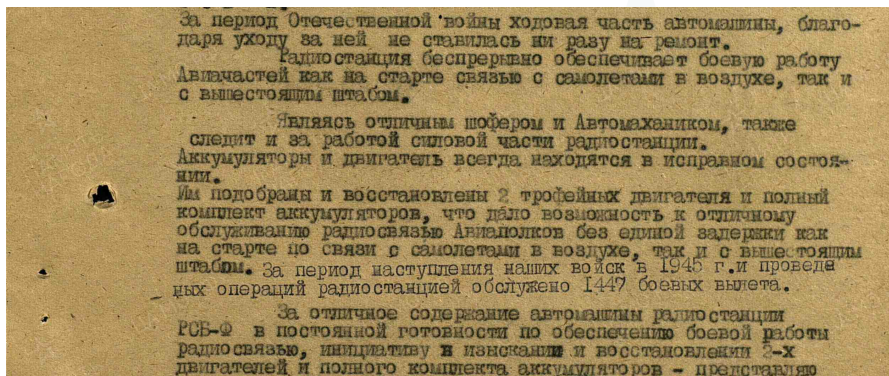 За период Отечественной войны ходовая часть автомашины, благо-
даря уходу за ней не ставилась ни разу на ремонт.
Радиостанция беспрерывно обеспечивает боевую работу
Авиачастей как на старте связью с самолетами в воздухе, так и
с вышестоящим штабом.
Являясь отличным шофером и Автомахаником, также
следит и за работой силовой части радиостанции.
Аккумуляторы и двигатель всегда находятся в исправном состоя-
нии.
Им подобраны и восстановлены 2 трофейных двигателя и полный
комплект аккумуляторов, что дало возможность к отличному
обслуживанию радиосвязью Авиаполков без единой задержки как
на старте по связи с самолетами в воздухе, так и с вышестоящим
штабом. За период наступления наших войск в 1945 г.и проведе
ных операций радиостанцией обслужено 1447 боевых вылета.
За отличное содержание автомашины радиостанции
РСБ-Ф в постоянной готовности по обеспечению боевой работы
радиосвязью, инициативу в изыскании и восстановлении 2-х
двигателей и полного комплекта аккумуляторов - представляю